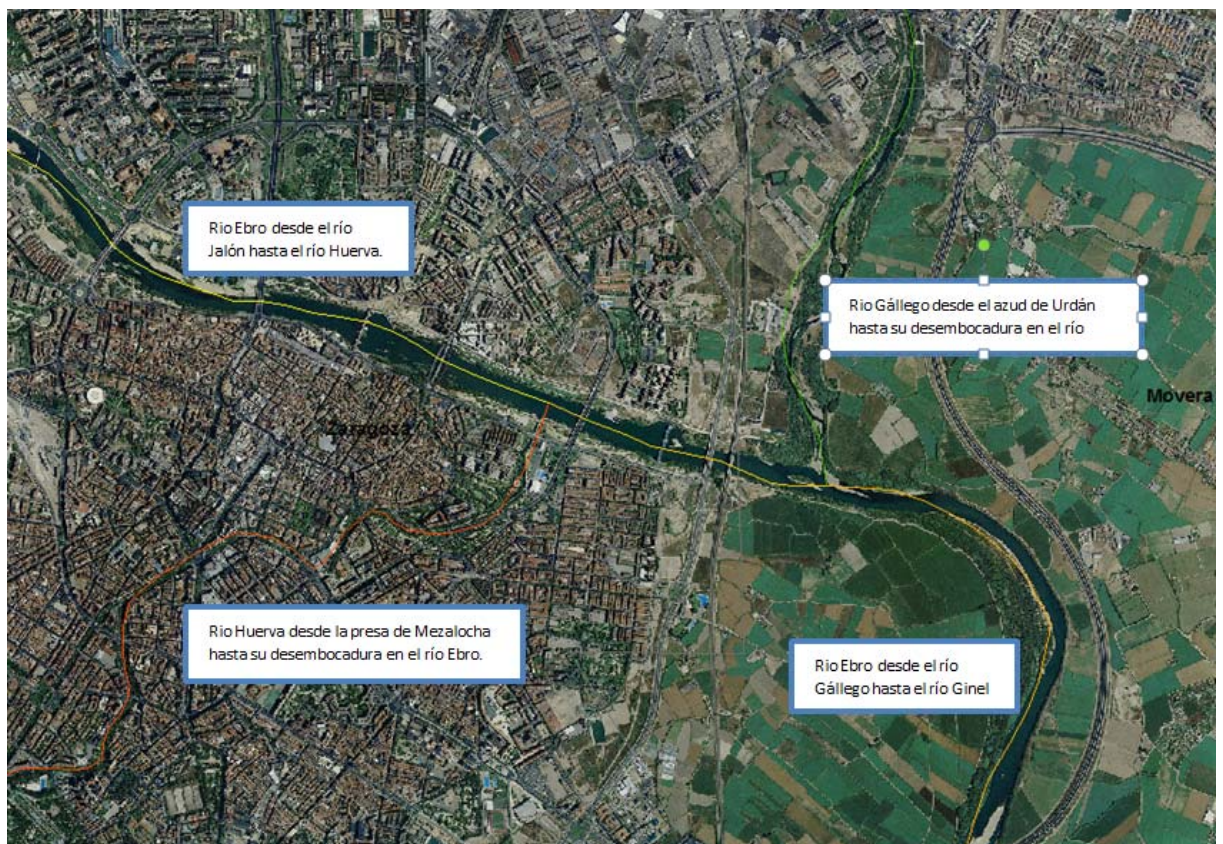 Rio Ebro desde el río
Jalón hasta el río Huerva.
Rio Gállego desde el azud de Urdán
hasta su desembocadura en el río
Movera
Zaragoza
Rio Huerva desde la presa de Mezalocha
hasta su desembocadura en el río Ebro.
Rio Ebro desde el río
Gállego hasta el río Ginel